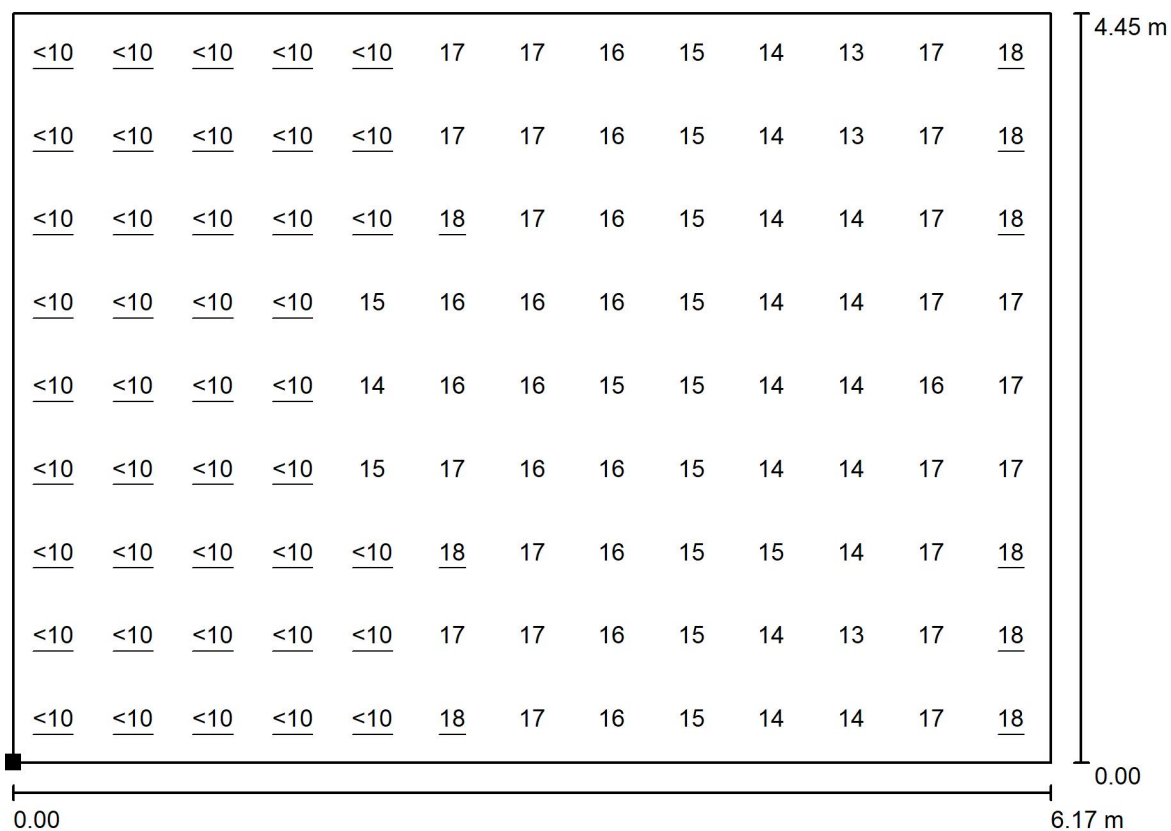 <10 <10 <10 <10 <10 17 17 16 15 14 13 17 18 4.45 m
<10 <10 <10 <10 <10 17 17 16 15 14 13 17 18
<10 <10 <10 <10 <10 18 17 16 15 14 14 17 18
<10 <10 <10 <10 15 16 16 16 15 14 14 17 17
<10 <10 <10 <10 14 16 16 15 15 14 14 16 17
<10 <10 <10 <10 15 17 16 16 15 14 14 17 17
<10 <10 <10 <10 <10 18 17 16 15 15 14 17 18
<10 <10 <10 <10 <10 17 17 16 15 14 13 17 18
<10 <10 <10 <10 <10 18 17 16 15 14 14 17 18
0.00
0.00 6.17 m